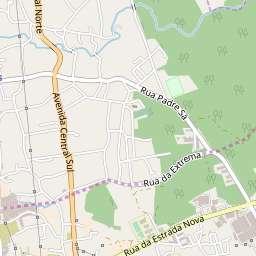 al Norte
Rua Padre Sá
Avenida Central Sul
Rua da Extrema
Rua da Estrada Nova